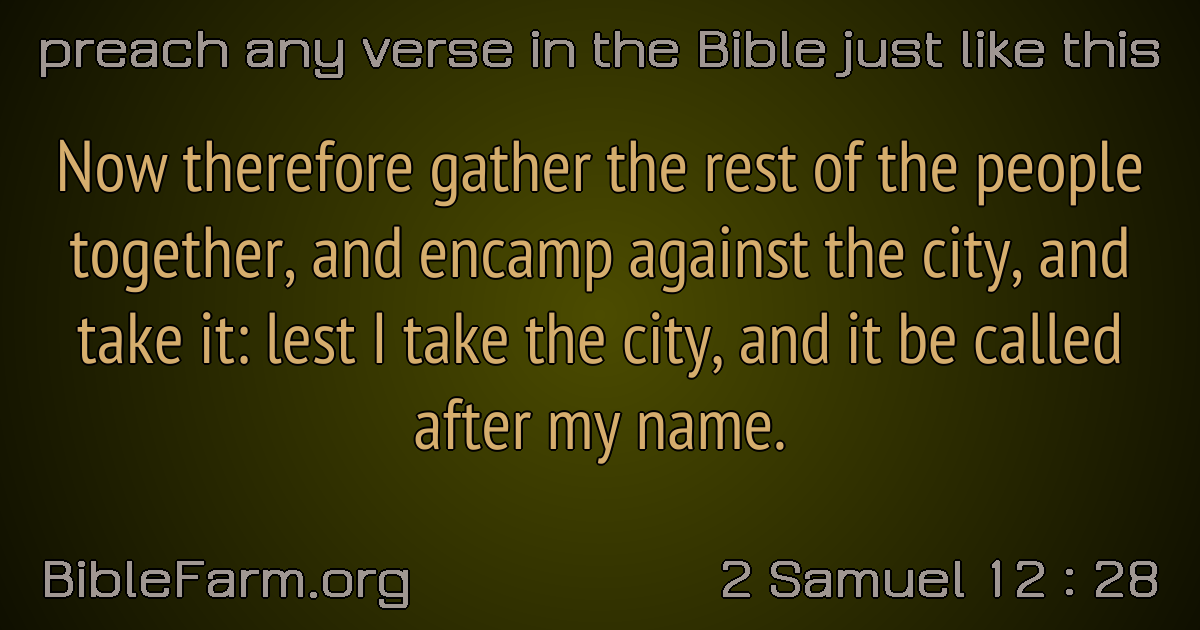 preach any verse in the Bible just like this
Now therefore gather the rest of the people
together, and encamp against the city, and
take it: lest I take the city, and it be called
after my name.
BibleFarm.org
2 Samuel 12 : 28